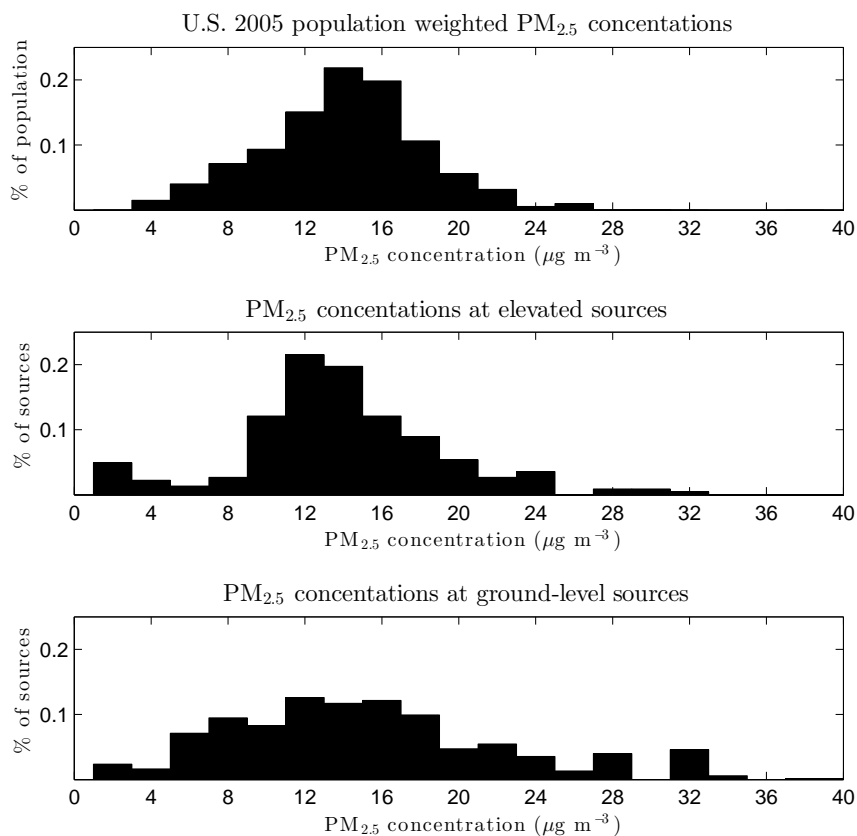 U.S. 2005 population weighted PM2.5 concentations
% of population
0.2
0.1
0 4 8 12 16 20 24 28 32 36 40
PM2.5 concentration (μg m−3)
PM2.5 concentations at elevated sources
% of sources
0.2
0.1
0 4 8 12 16 20 24 28 32 36 40
PM2.5 concentration (μg m−3)
PM2.5 concentations at ground-level sources
% of sources
0.2
0.1
0 4 8 12 16 20 24 28 32 36 40
PM2.5 concentration (μg m−3)